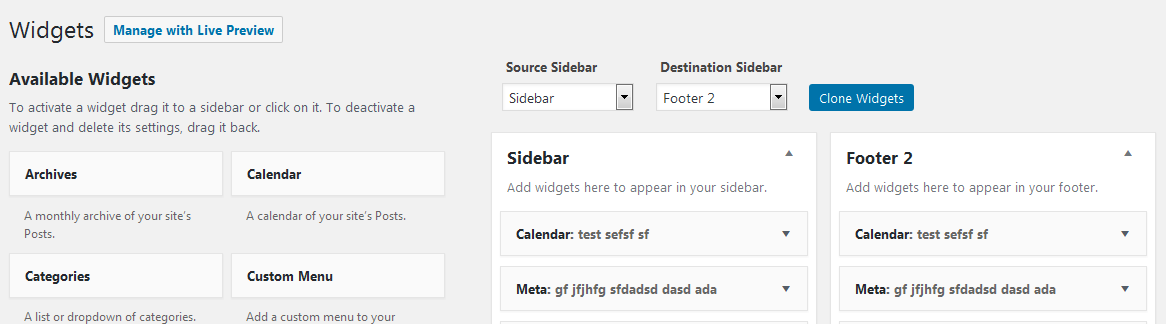 Widgets Manage with Live Preview
Available Widgets
To activate a widget drag it to a sidebar or click on it. To deactivate a
widget and delete its settings, drag it back.
Archives Calendar
A monthly archive of your site's A calendar of your site's Posts.
Posts.
Categories Custom Menu
A list or dropdown of categories. Add a custom menu to your
Source Sidebar Destination Sidebar
Sidebar Footer 2 Clone Widgets
Sidebar
Add widgets here to appear in your sidebar.
Calendar: test sefsf sf
Meta: gf jfjhfg sfdadsd dasd ada
Footer 2
Add widgets here to appear in your footer.
Calendar: test sefsf sf
Meta: gf jfjhfg sfdadsd dasd ada